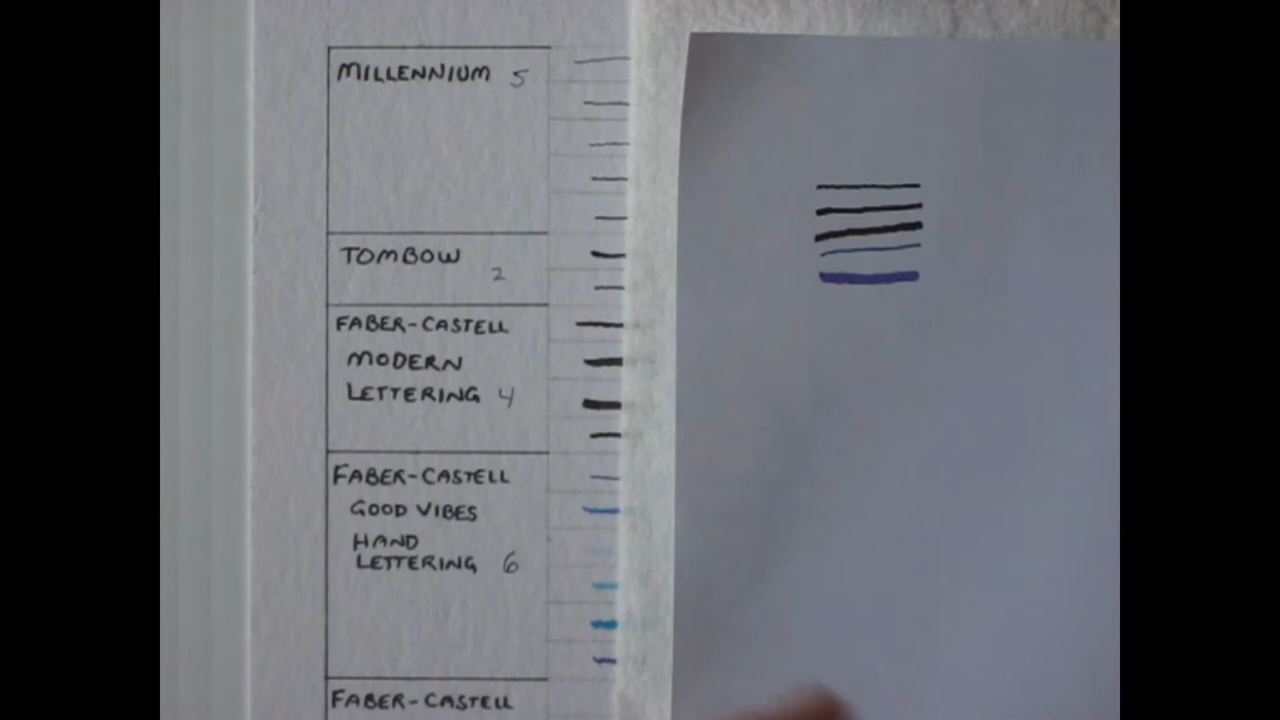 MILLENNIUM 5
TOMBOW
2
FABER-CASTELL
MODERN
LETTERING 4
FABER-CASTELL
GOOD VIBES
HAND
LETTERING 6
FABER-CASTELL